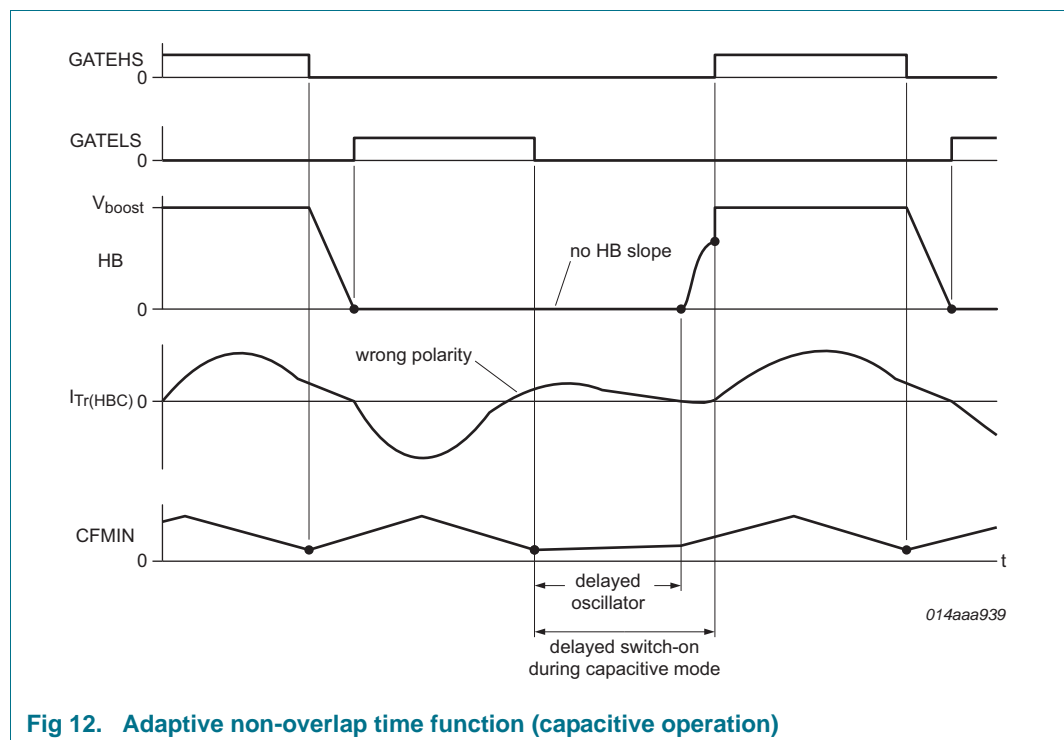 GATEHS
0
GATELS
0
Vboost
HB
no HB slope
0
wrong polarity
ITr(HBC) 0
CFMIN
0
t
delayed
oscillator
014aaa939
delayed switch-on
during capacitive mode
Fig 12. Adaptive non-overlap time function (capacitive operation)